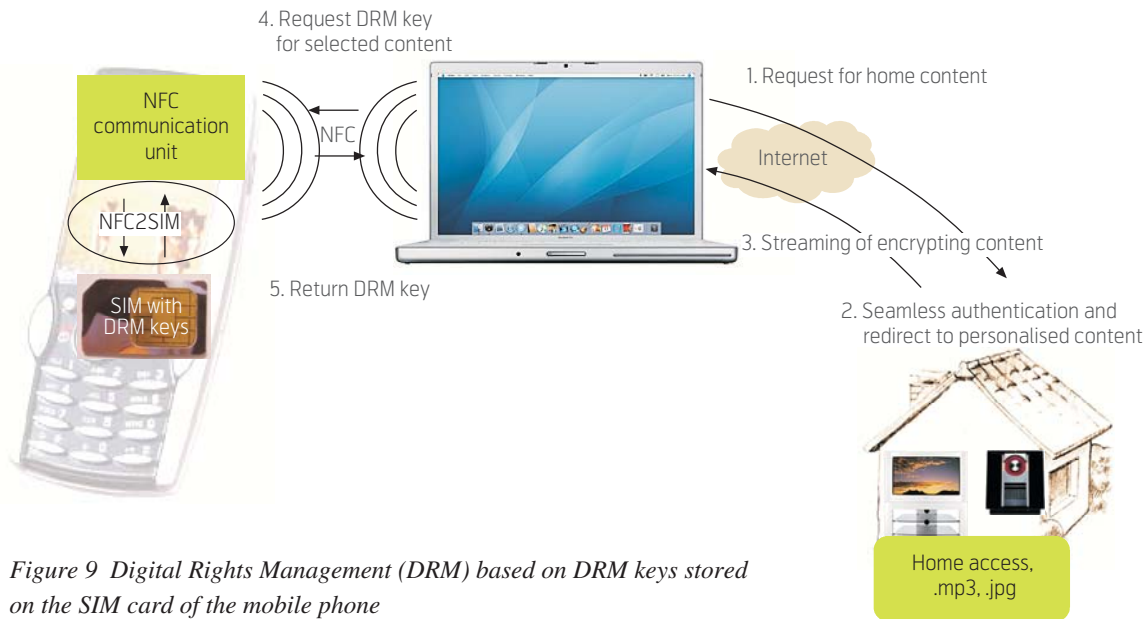 4. Request DRM key
for selected content
NFC
communication
unit
NFC
1. Request for home content
Internet
NFC2SIM
3. Streaming of encrypting content
SIM with
DRM keys
5. Return DRM key
2. Seamless authentication and
redirect to personalised content
Home access,
.mp3, .jpg
Figure 9 Digital Rights Management (DRM) based on DRM keys stored
on the SIM card of the mobile phone